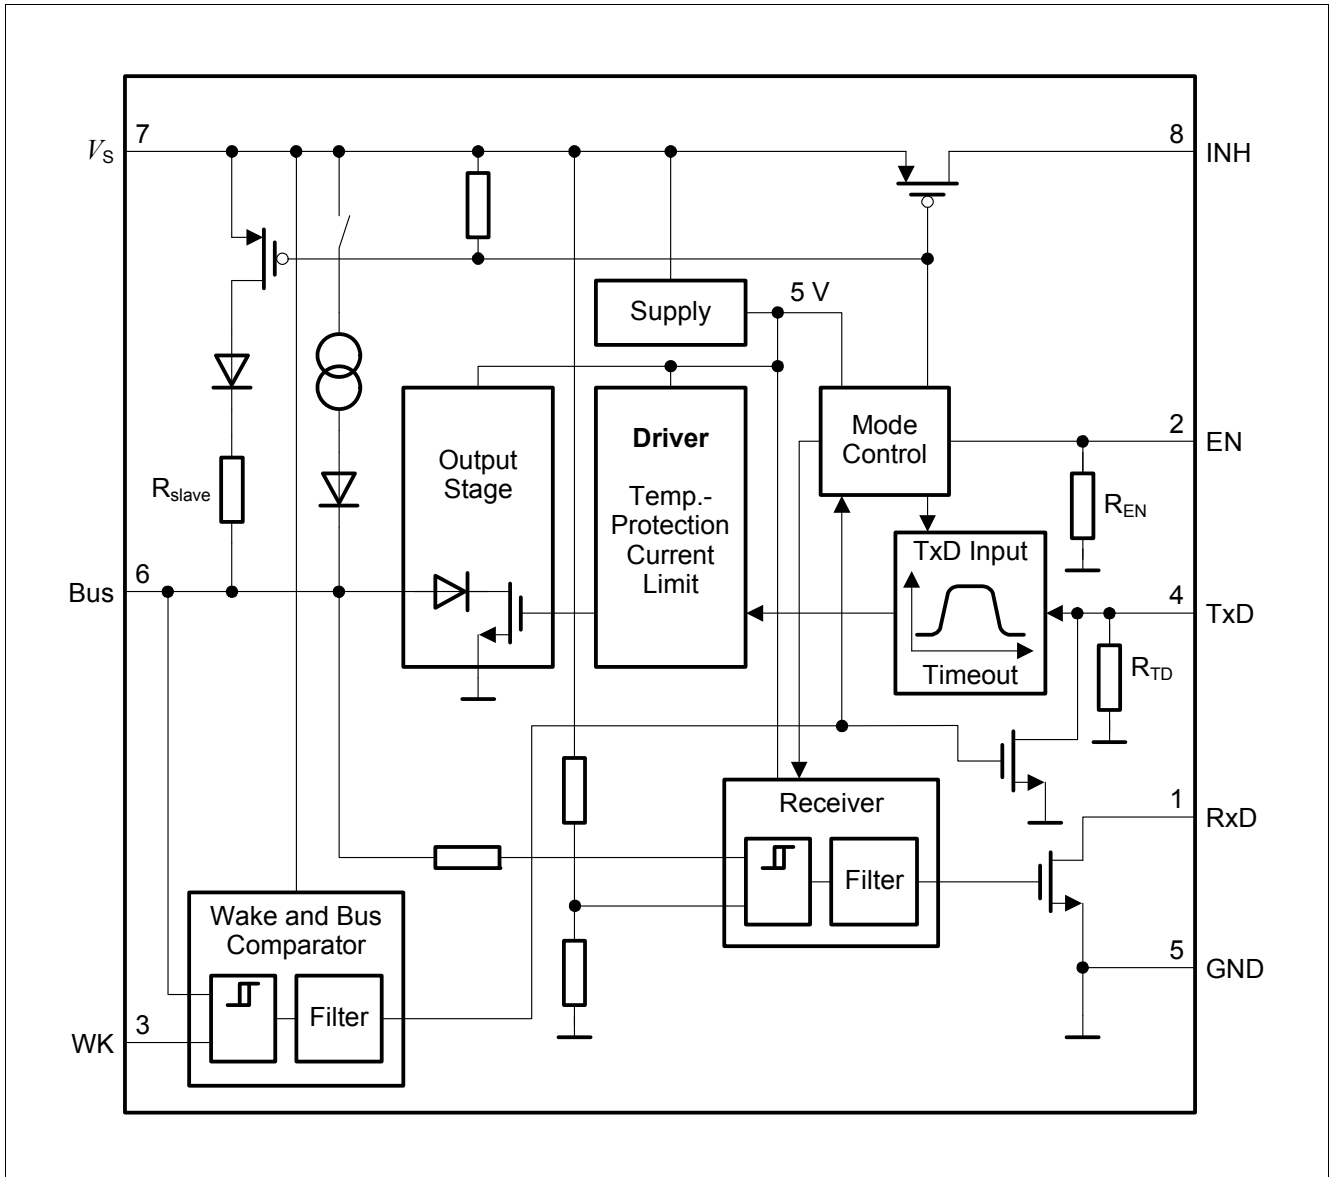 7
8
VS
INH
5 V
Supply
2
Driver
Mode
Control
EN
Output
Stage
Rslave
Temp.-
Protection
Current
Limit
REN
TxD Input
6
Bus
4
TxD
Timeout
RTD
Receiver
1
RxD
Filter
Wake and Bus
Comparator
5
GND
Filter
3
WK